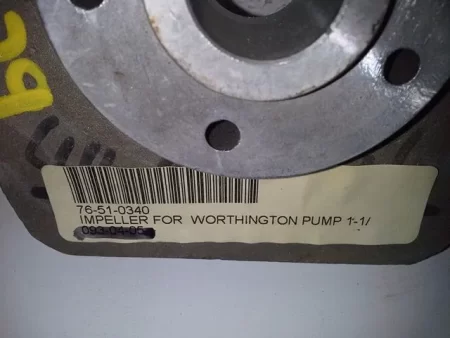 76-51-0340
IMPELLER FOR WORTHINGTON PUMP 1-1/
093-04-05